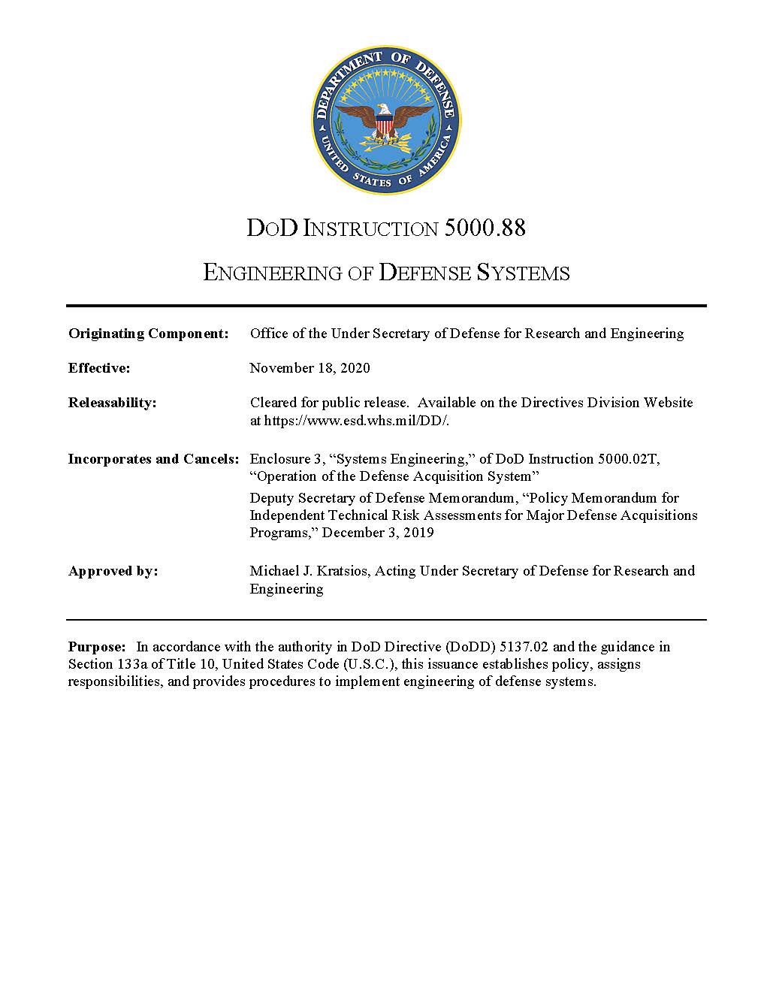 DEPARTMENT OF DEFENSE
UNITED STATES OF AMERICA
DOD INSTRUCTION 5000.88
ENGINEERING OF DEFENSE SYSTEMS
Originating Component: Office of the Under Secretary of Defense for Research and Engineering
Effective: November 18, 2020
Releasability: Cleared for public release. Available on the Directives Division Website
at https://www.esd.whs.mil/DD/.
Incorporates and Cancels: Enclosure 3, “Systems Engineering,” of DoD Instruction 5000.02T,
“Operation of the Defense Acquisition System”
Deputy Secretary of Defense Memorandum, “Policy Memorandum for
Independent Technical Risk Assessments for Major Defense Acquisitions
Programs,” December 3, 2019
Approved by: Michael J. Kratsios, Acting Under Secretary of Defense for Research and
Engineering
Purpose: In accordance with the authority in DoD Directive (DoDD) 5137.02 and the guidance in
Section 133a of Title 10, United States Code (U.S.C.), this issuance establishes policy, assigns
responsibilities, and provides procedures to implement engineering of defense systems.